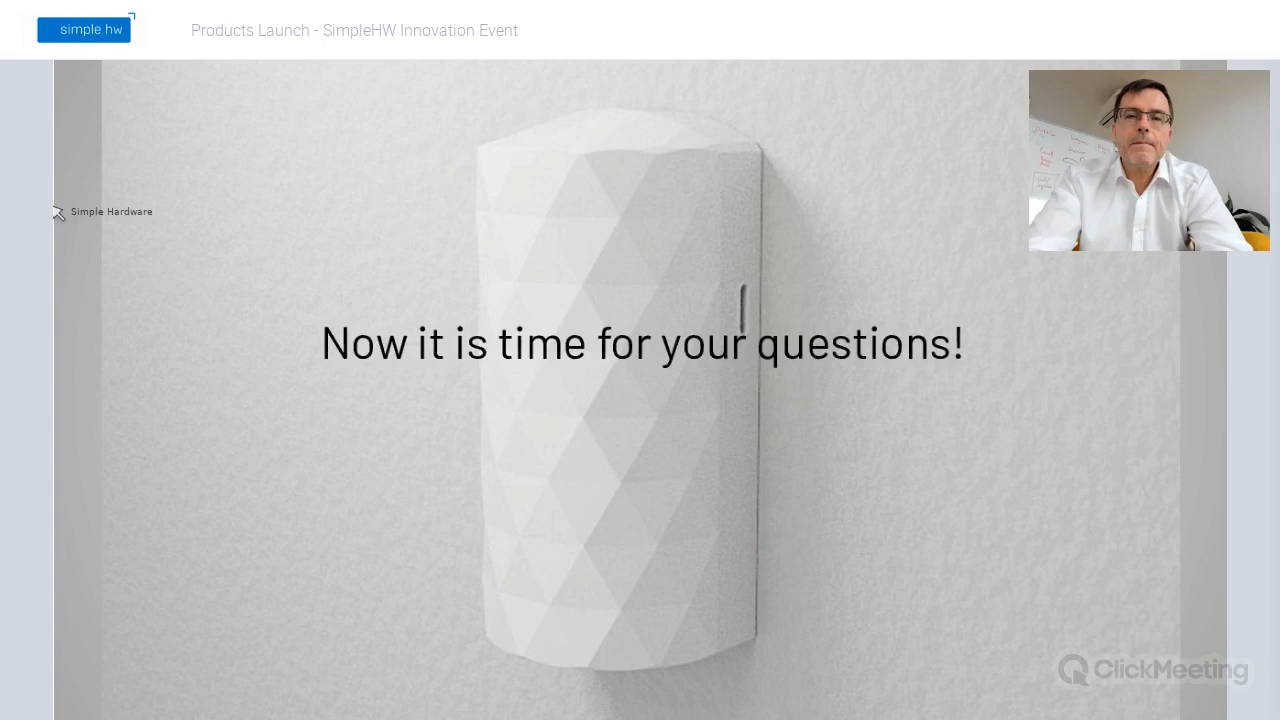 simple hw
Products Launch - SimpleHW Innovation Event
Simple Hardware
Now it is time for your questions!
ClickMeeting